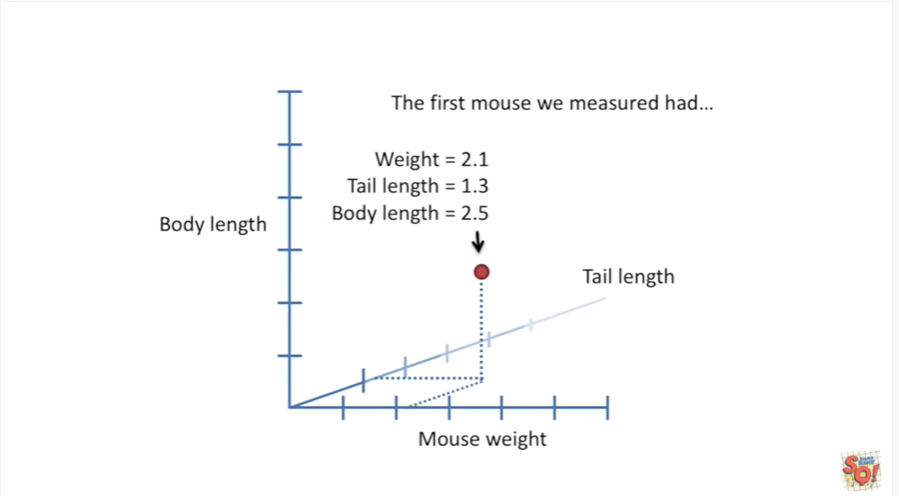 The first mouse we measured had...
Weight = 2.1
Tail length = 1.3
Body length = 2.5
Body length
Tail length
Mouse weight
SQ!